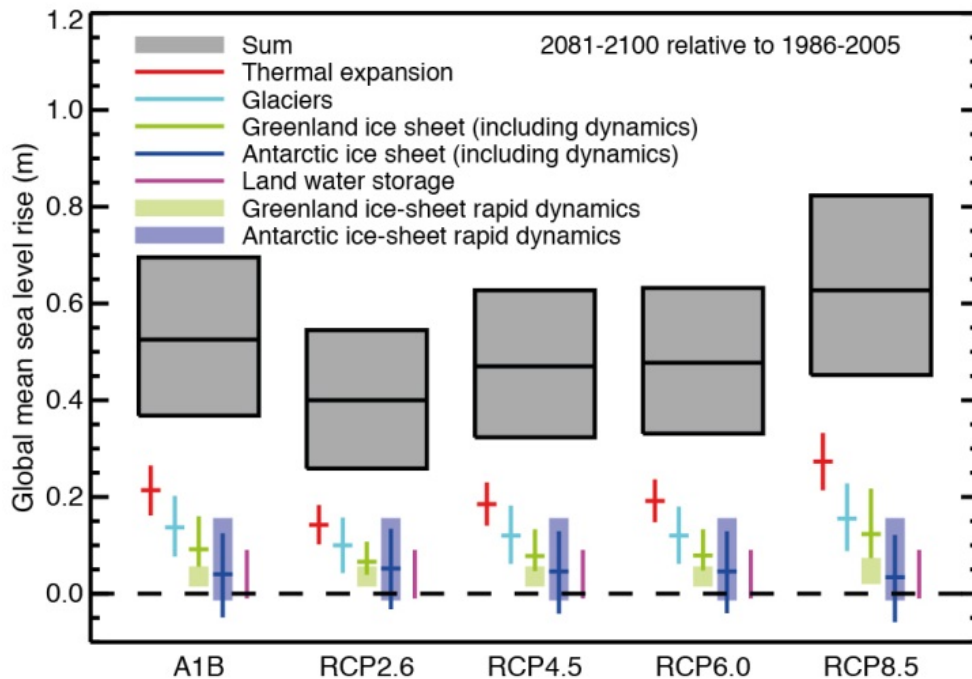 1.2
1.0
0.8
0.6
0.4
0.2
0.0
Global mean sea level rise (m)
Sum
2081-2100 relative to 1986-2005
Thermal expansion
Glaciers
Greenland ice sheet (including dynamics)
Antarctic ice sheet (including dynamics)
Land water storage
Greenland ice-sheet rapid dynamics
Antarctic ice-sheet rapid dynamics
A1B
RCP2.6
RCP4.5
RCP6.0
RCP8.5